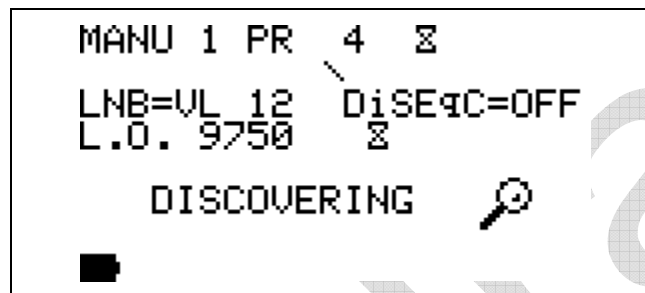 MANU 1 PR 4
LNB=VL 12 DiSEqC=OFF
L.O. 9750
DISCOVERING